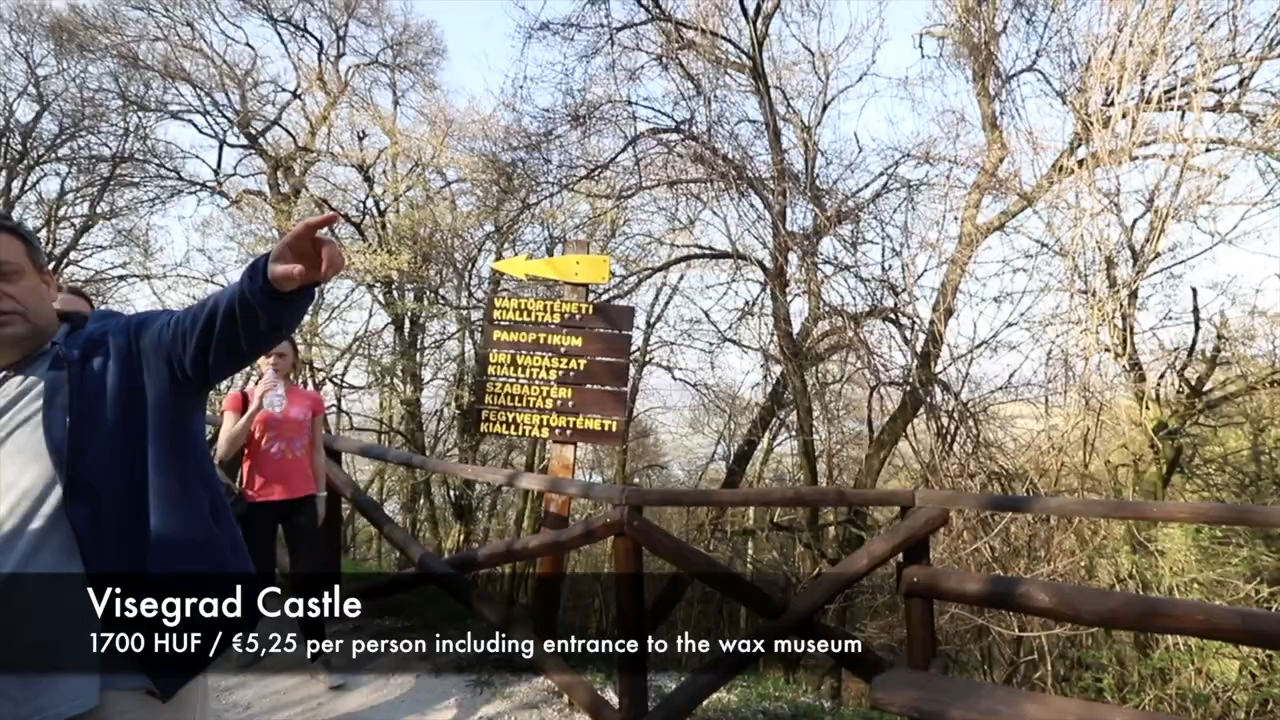 VÁRTÖRTÉNETI
KIÁLLÍTÁS
PANOPTIKUM
ÚRI VADÁSZAT
KIÁLLÍTÁS
SZABADTÉRI
KIÁLLÍTÁS
FEGYVERTÖRTÉNETI
KIÁLLÍTÁS
Visegrad Castle
1700 HUF / €5,25 per person including entrance to the wax museum